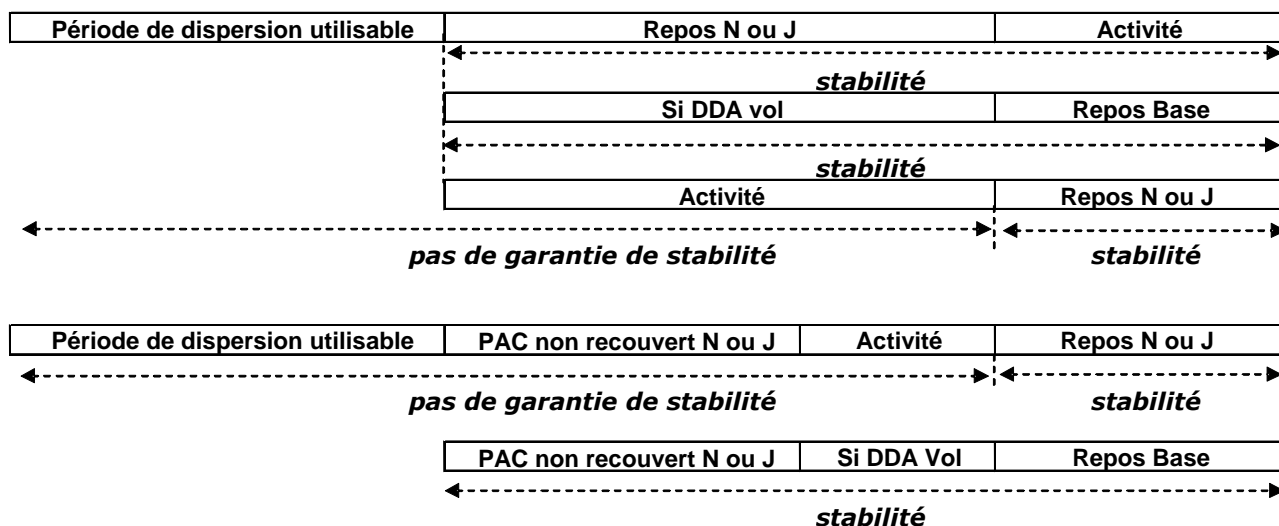 Période de dispersion utilisable Repos N ou J Activité
stabilité
Si DDA vol Repos Base
stabilité
Activité Repos N ou J
pas de garantie de stabilité stabilité
Période de dispersion utilisable PAC non recouvert N ou J Activité Repos N ou J
pas de garantie de stabilité stabilité
PAC non recouvert N ou J Si DDA Vol Repos Base
stabilité